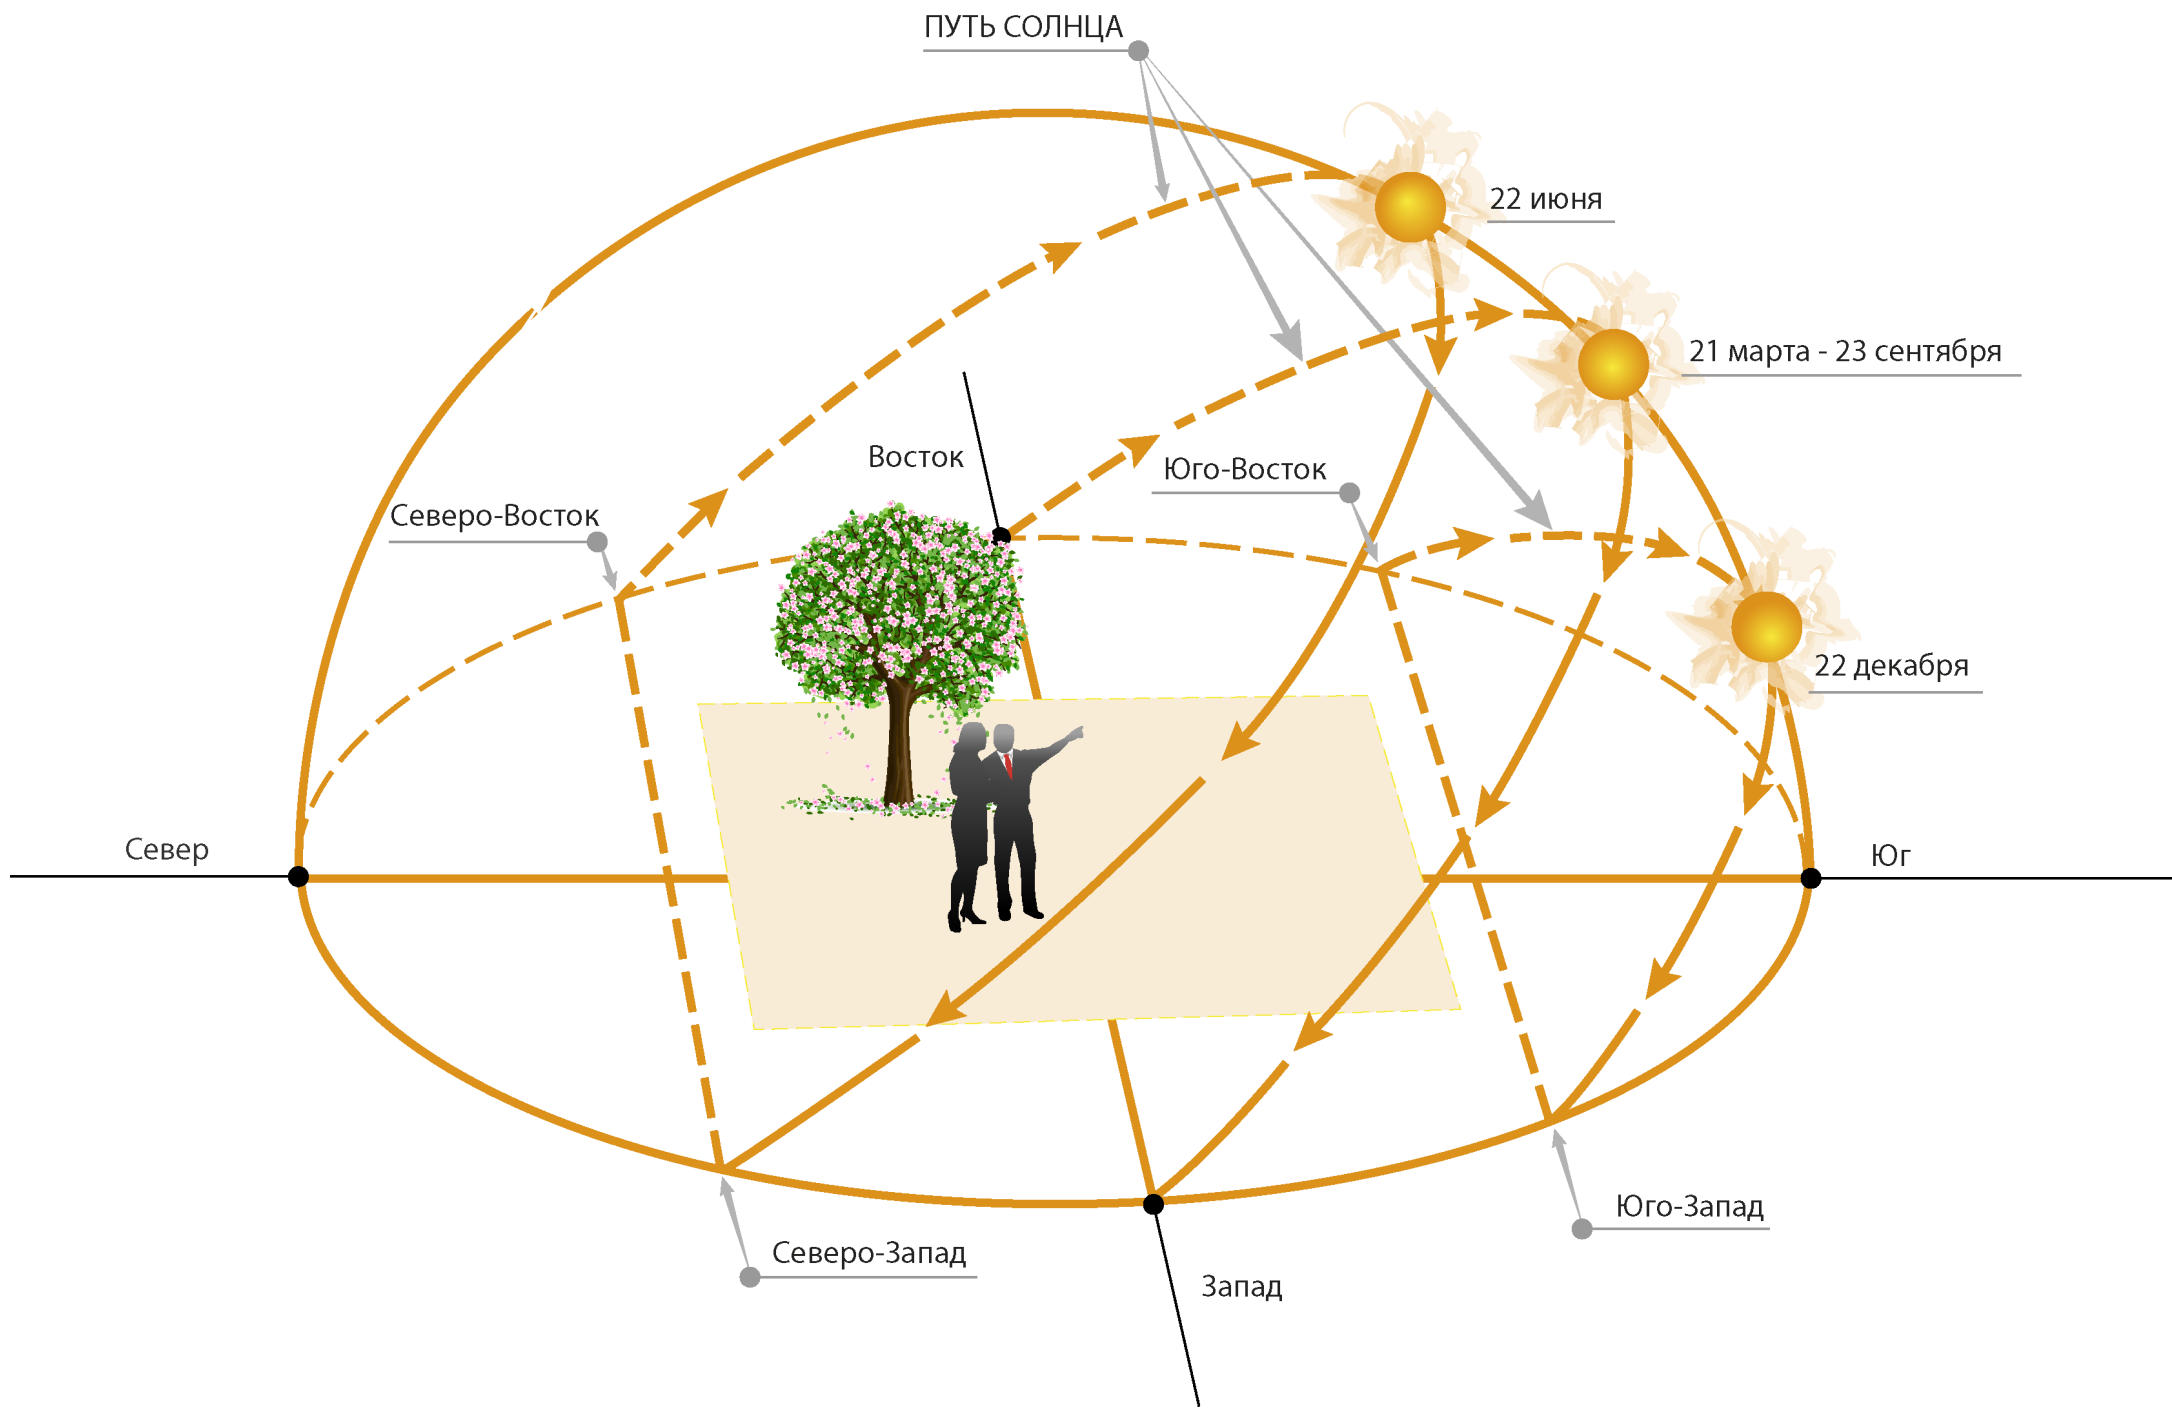 ПУТЬ СОЛНЦА
22 июня
21 марта - 23 сентября
Восток
Юго-Восток
Северо-Восток
22 декабря
Север
Юг
Юго-Запад
Северо-Запад
Запад